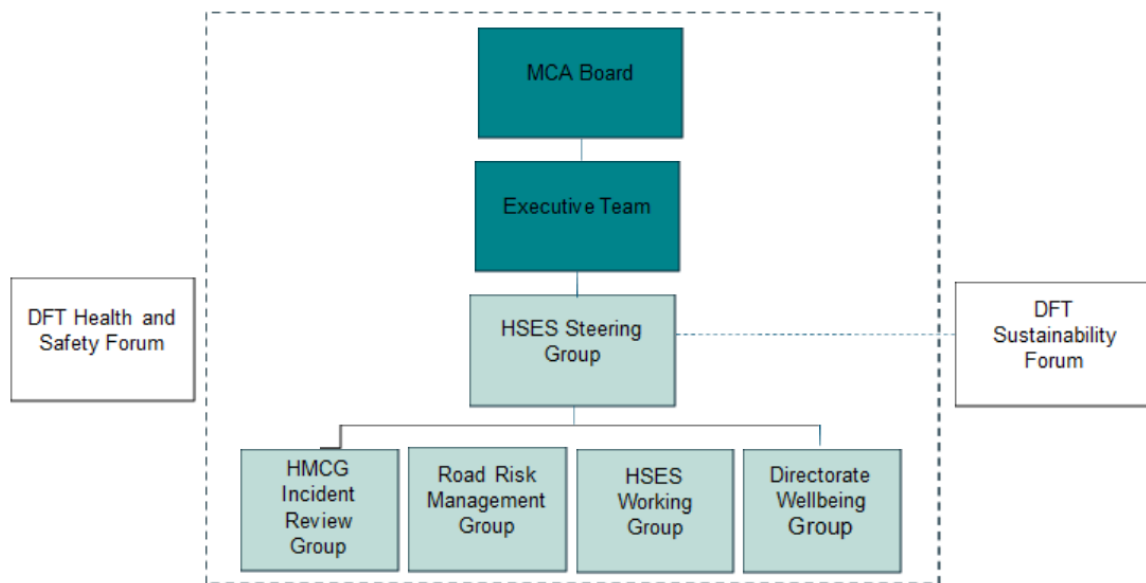 MCA Board
Executive Team
DFT Health and
Safety Forum
HSES Steering
Group
DFT
Sustainability
Forum
HMCG
Incident
Review
Group
Road Risk
Management
Group
HSES
Working
Group
Directorate
Wellbeing
Group